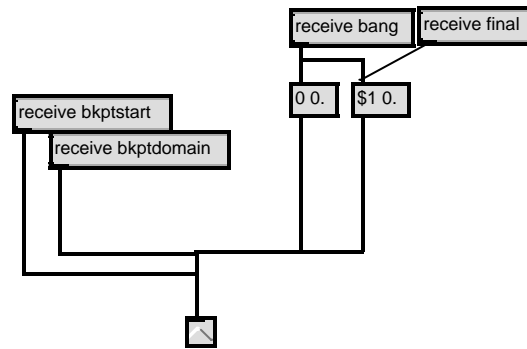 receive bang
receive final
0 0.
$1 0.
receive bkptstart
receive bkptdomain